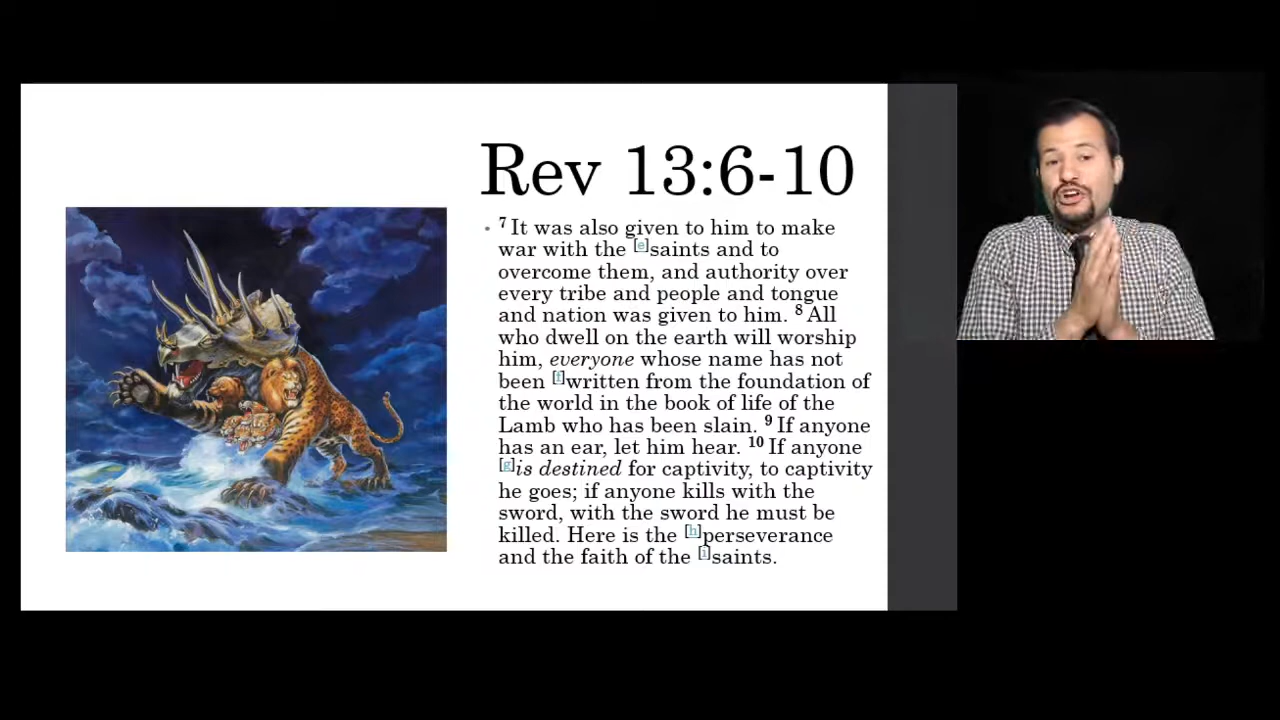 Rev 13:6-10
• ⁷ It was also given to him to make
war with the [e]saints and to
overcome them, and authority over
every tribe and people and tongue
and nation was given to him. ⁸ All
who dwell on the earth will worship
him, everyone whose name has not
been [f]written from the foundation of
the world in the book of life of the
Lamb who has been slain. ⁹ If anyone
has an ear, let him hear. ¹⁰ If anyone
[g]is destined for captivity, to captivity
he goes; if anyone kills with the
sword, with the sword he must be
killed. Here is the [h]perseverance
and the faith of the [i]saints.